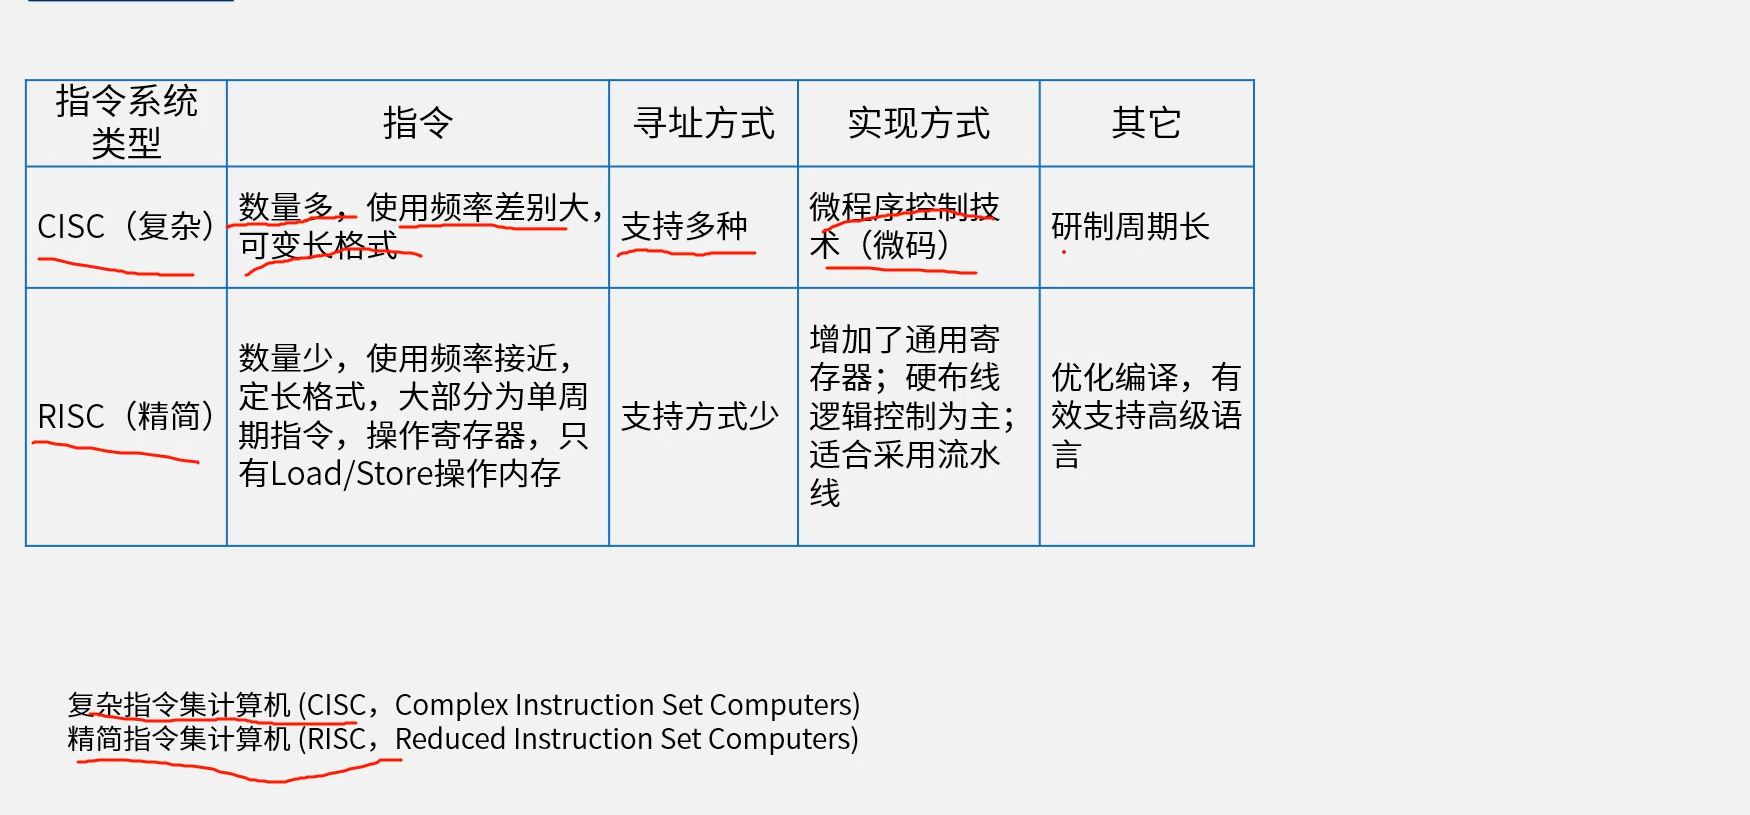 指令系统
类型
指令
寻址方式
实现方式
其它
CISC（复杂）
数量多，使用频率差别大，
可变长格式
支持多种
微程序控制技
术（微码）
研制周期长
RISC（精简）
数量少，使用频率接近，
定长格式，大部分为单周
期指令，操作寄存器，只
有Load/Store操作内存
支持方式少
增加了通用寄
存器；硬布线
逻辑控制为主；
适合采用流水
线
优化编译，有
效支持高级语
言
复杂指令集计算机 (CISC，Complex Instruction Set Computers)
精简指令集计算机 (RISC，Reduced Instruction Set Computers)